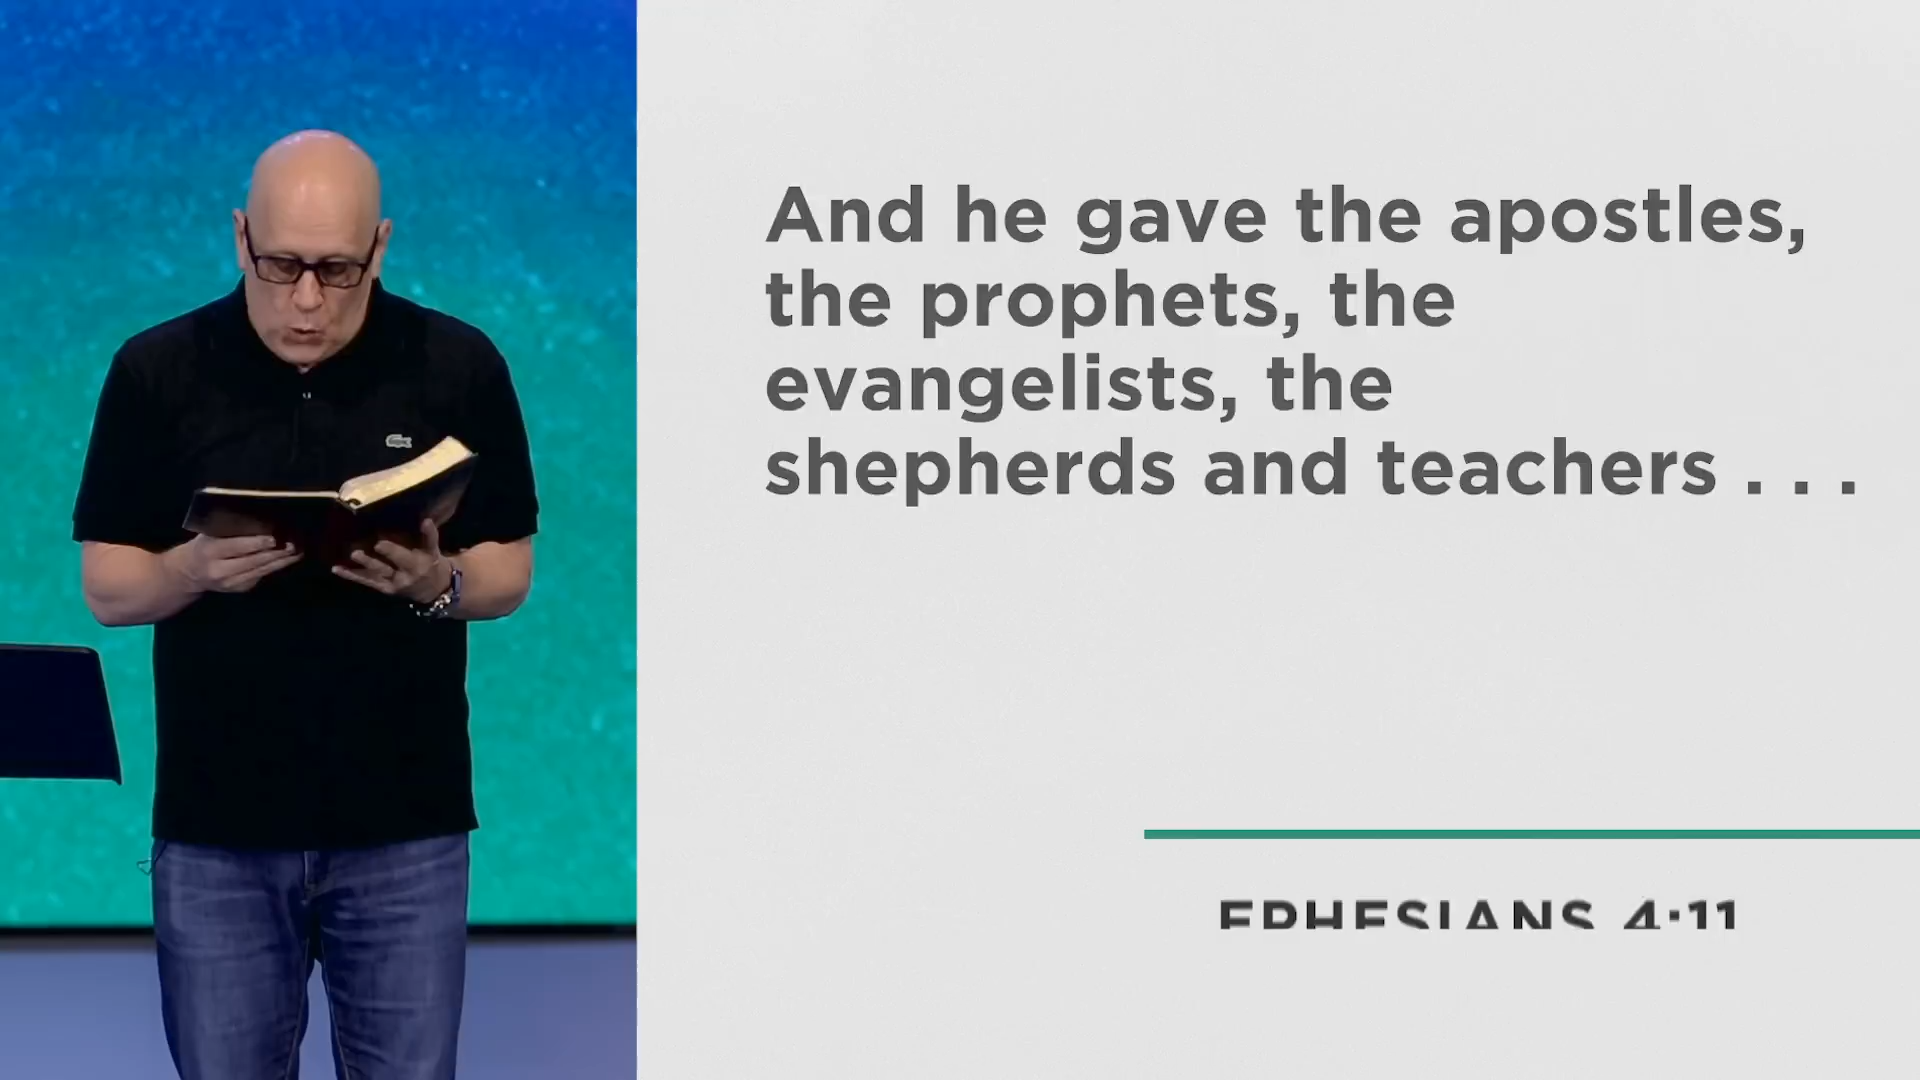 And he gave the apostles,
the prophets, the
evangelists, the
shepherds and teachers . . .
EPHESIANS 4:11